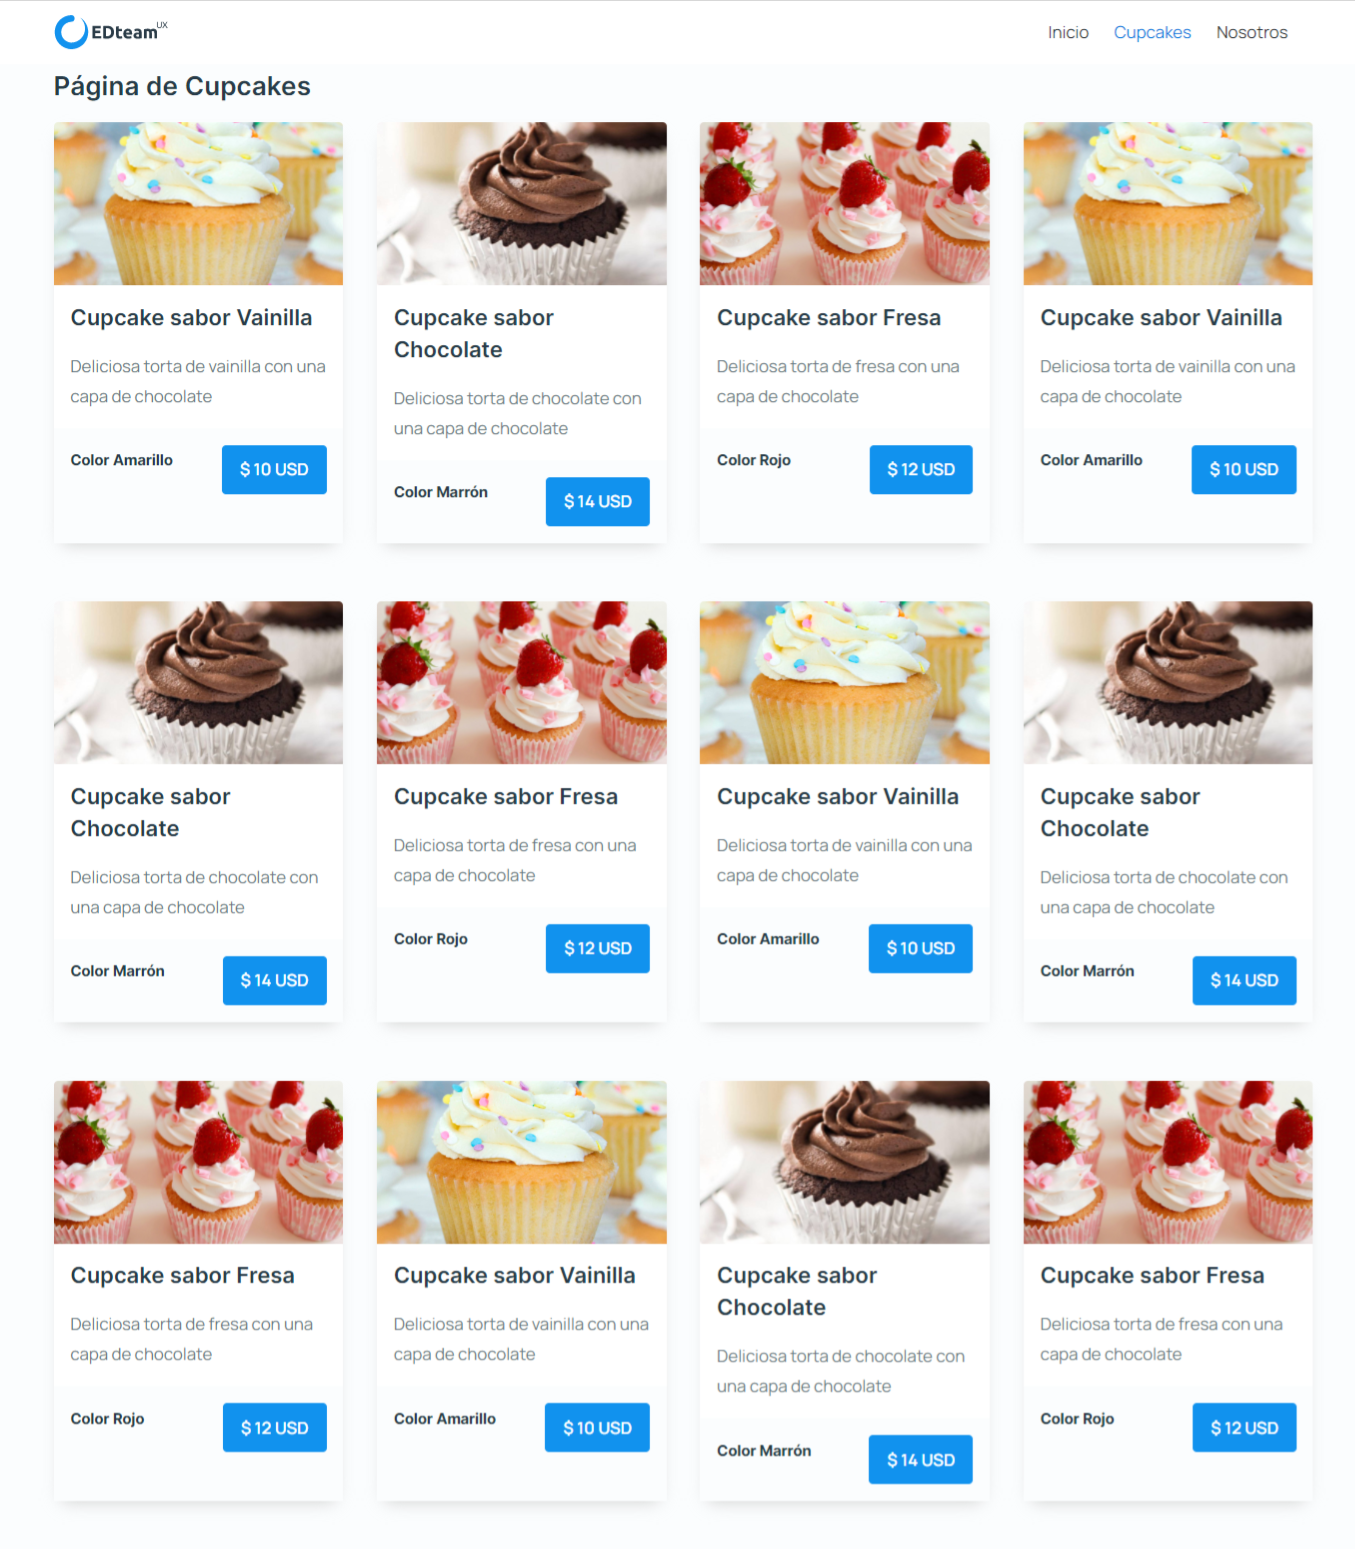 EDteam UX
Inicio Cupcakes Nosotros
Página de Cupcakes
Cupcake sabor Vainilla
Deliciosa torta de vainilla con una
capa de chocolate
Color Amarillo
$ 10 USD
Cupcake sabor
Chocolate
Deliciosa torta de chocolate con
una capa de chocolate
Color Marrón
$ 14 USD
Cupcake sabor Fresa
Deliciosa torta de fresa con una
capa de chocolate
Color Rojo
$ 12 USD
Cupcake sabor Vainilla
Deliciosa torta de vainilla con una
capa de chocolate
Color Amarillo
$ 10 USD
Cupcake sabor
Chocolate
Deliciosa torta de chocolate con
una capa de chocolate
Color Marrón
$ 14 USD
Cupcake sabor Fresa
Deliciosa torta de fresa con una
capa de chocolate
Color Rojo
$ 12 USD
Cupcake sabor Vainilla
Deliciosa torta de vainilla con una
capa de chocolate
Color Amarillo
$ 10 USD
Cupcake sabor
Chocolate
Deliciosa torta de chocolate con
una capa de chocolate
Color Marrón
$ 14 USD
Cupcake sabor Fresa
Deliciosa torta de fresa con una
capa de chocolate
Color Rojo
$ 12 USD
Cupcake sabor Vainilla
Deliciosa torta de vainilla con una
capa de chocolate
Color Amarillo
$ 10 USD
Cupcake sabor
Chocolate
Deliciosa torta de chocolate con
una capa de chocolate
Color Marrón
$ 14 USD
Cupcake sabor Fresa
Deliciosa torta de fresa con una
capa de chocolate
Color Rojo
$ 12 USD